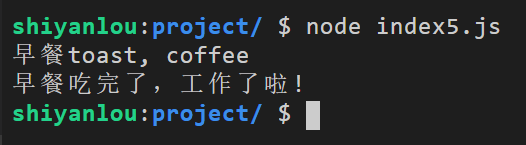 shiyanlou:project/ $ node index5.js
早餐toast, coffee
早餐吃完了，工作了啦!
shiyanlou:project/ $